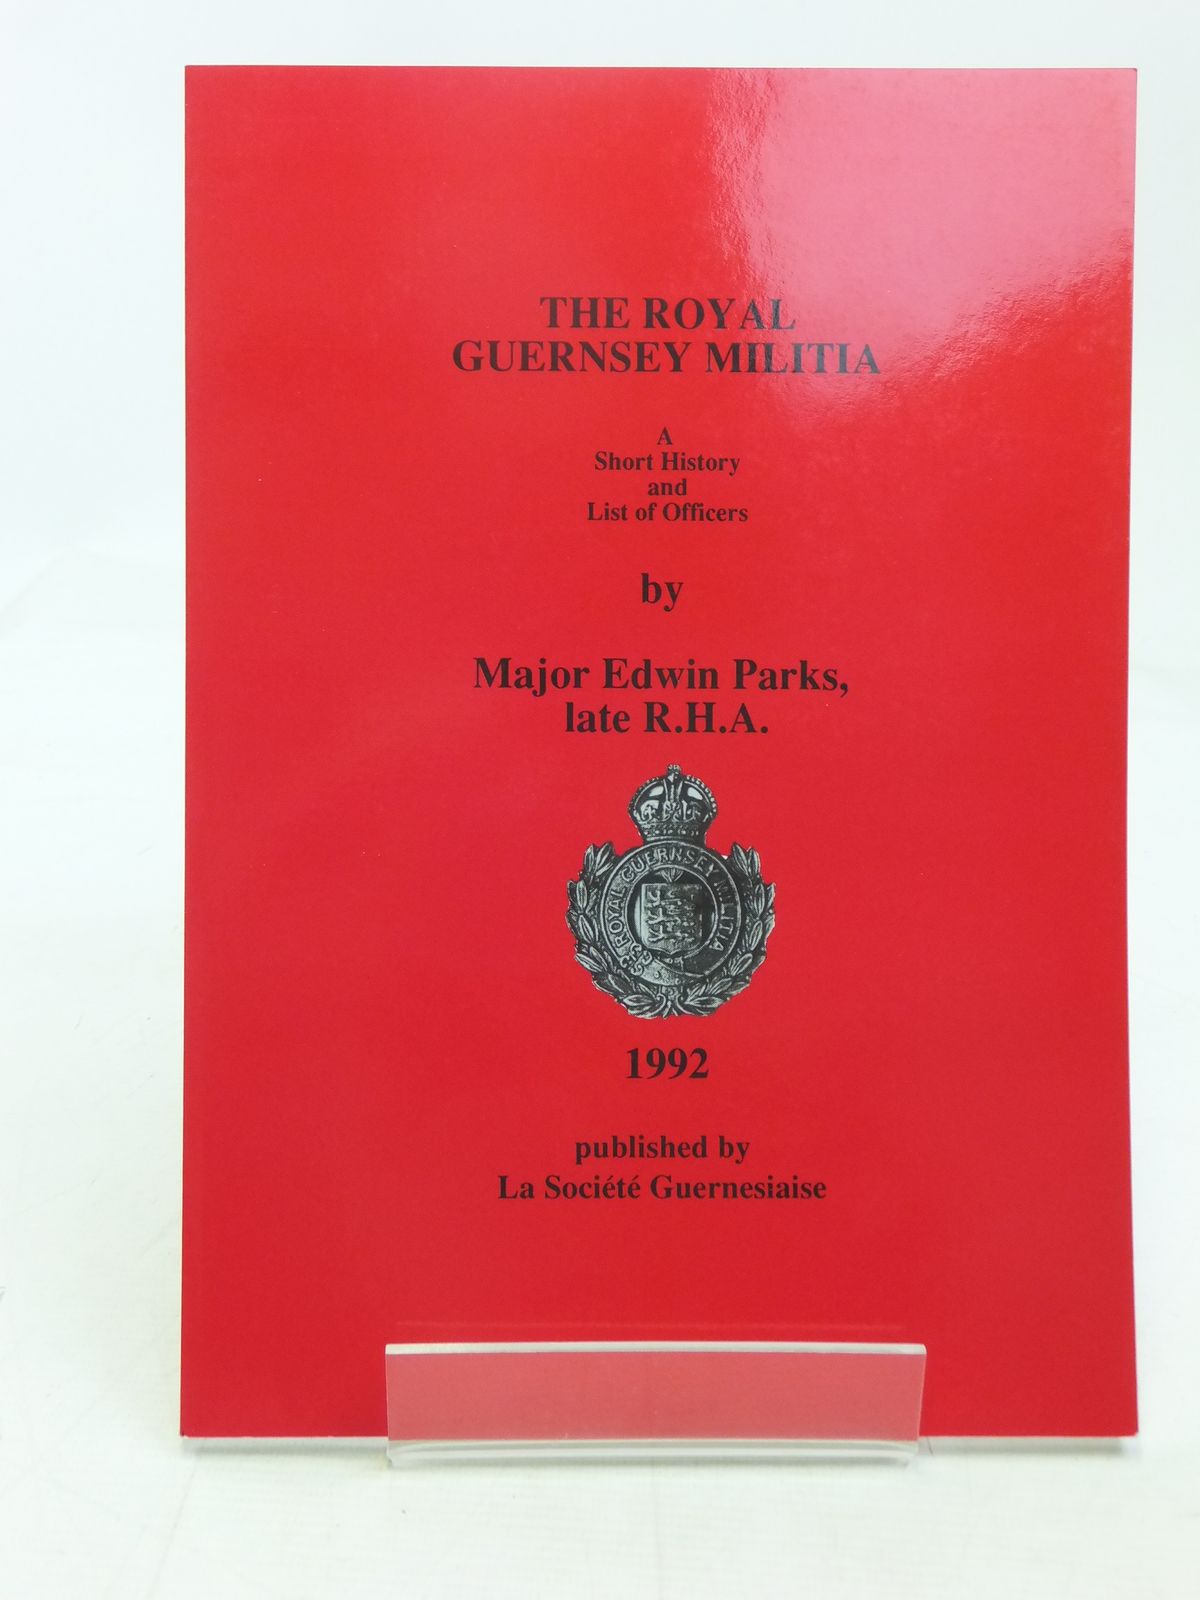 THE ROYAL
GUERNSEY MILITIA
A
Short History
and
List of Officers
by
Major Edwin Parks,
late R.H.A.
ROYAL GUERNSEY MILITIA
1992
published by
La Société Guernesiaise